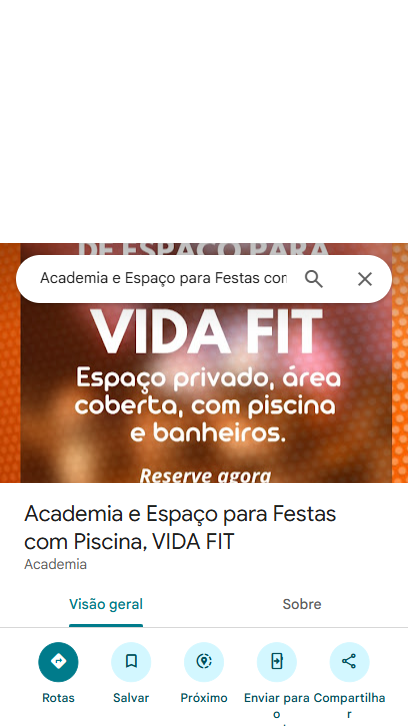 DE ESPAÇO PARA
Academia e Espaço para Festas con
VIDA FIT
Espaço privado, área
coberta, com piscina
e banheiros.
Reserve agora
Academia e Espaço para Festas
com Piscina, VIDA FIT
Academia
Visão geral
Sobre
Rotas
Salvar
Próximo
Enviar para
o
Compartilha
r